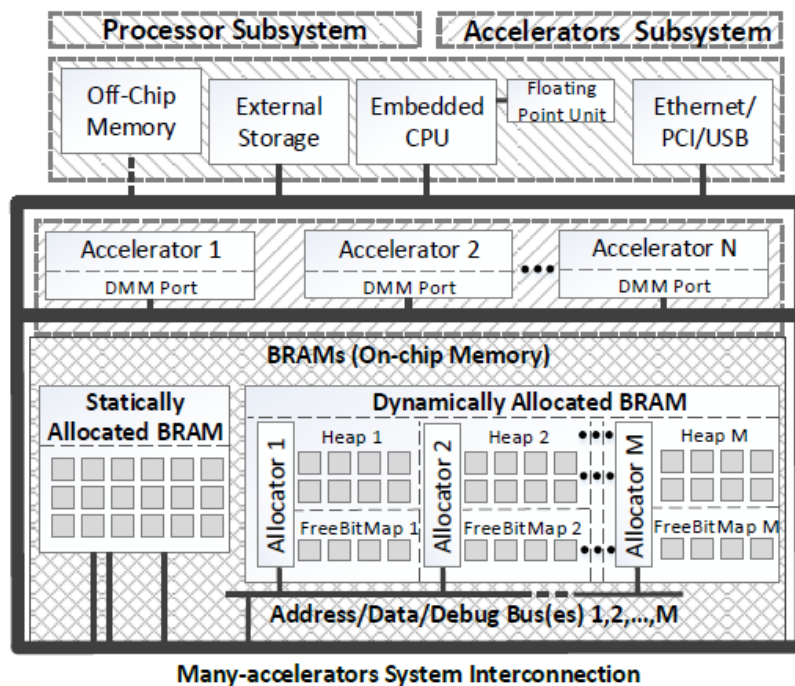 Processor Subsystem
Accelerators Subsystem
Off-Chip
Memory
External
Storage
Embedded
CPU
Floating
Point Unit
Ethernet/
PCI/USB
Accelerator 1
DMM Port
Accelerator 2
DMM Port
Accelerator N
DMM Port
BRAMs (On-chip Memory)
Statically
Allocated BRAM
Dynamically Allocated BRAM
Allocator 1
Heap 1
FreeBitMap 1
Allocator 2
Heap 2
FreeBitMap 2
Allocator M
Heap M
FreeBitMap M
Address/Data/Debug Bus(es) 1,2,...,M
Many-accelerators System Interconnection